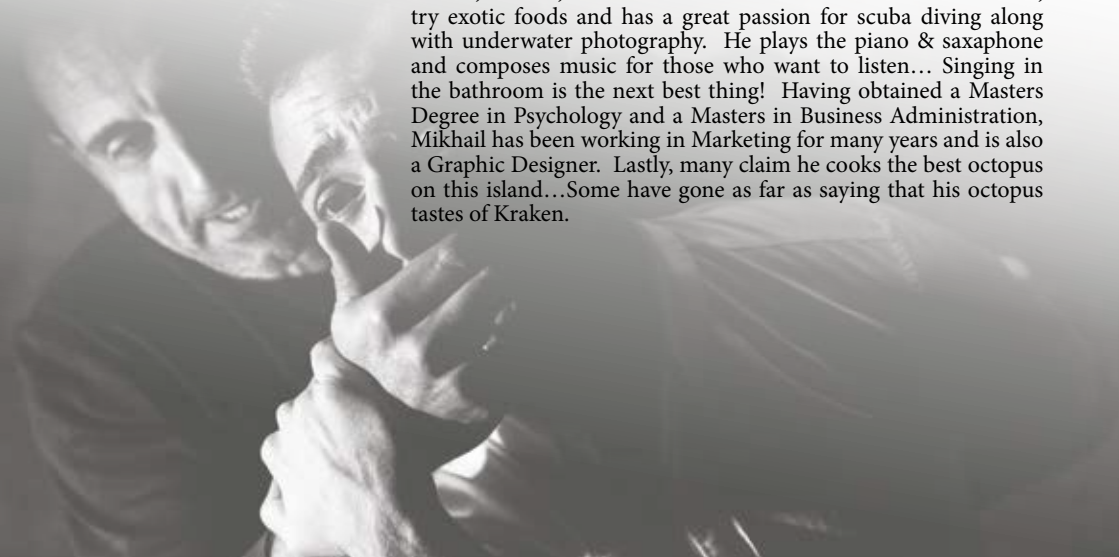 try exotic foods and has a great passion for scuba diving along
with underwater photography.  He plays the piano & saxaphone
and composes music for those who want to listen… Singing in
the bathroom is the next best thing!  Having obtained a Masters
Degree in Psychology and a Masters in Business Administration,
Mikhail has been working in Marketing for many years and is also
a Graphic Designer.  Lastly, many claim he cooks the best octopus
on this island…Some have gone as far as saying that his octopus
tastes of Kraken.